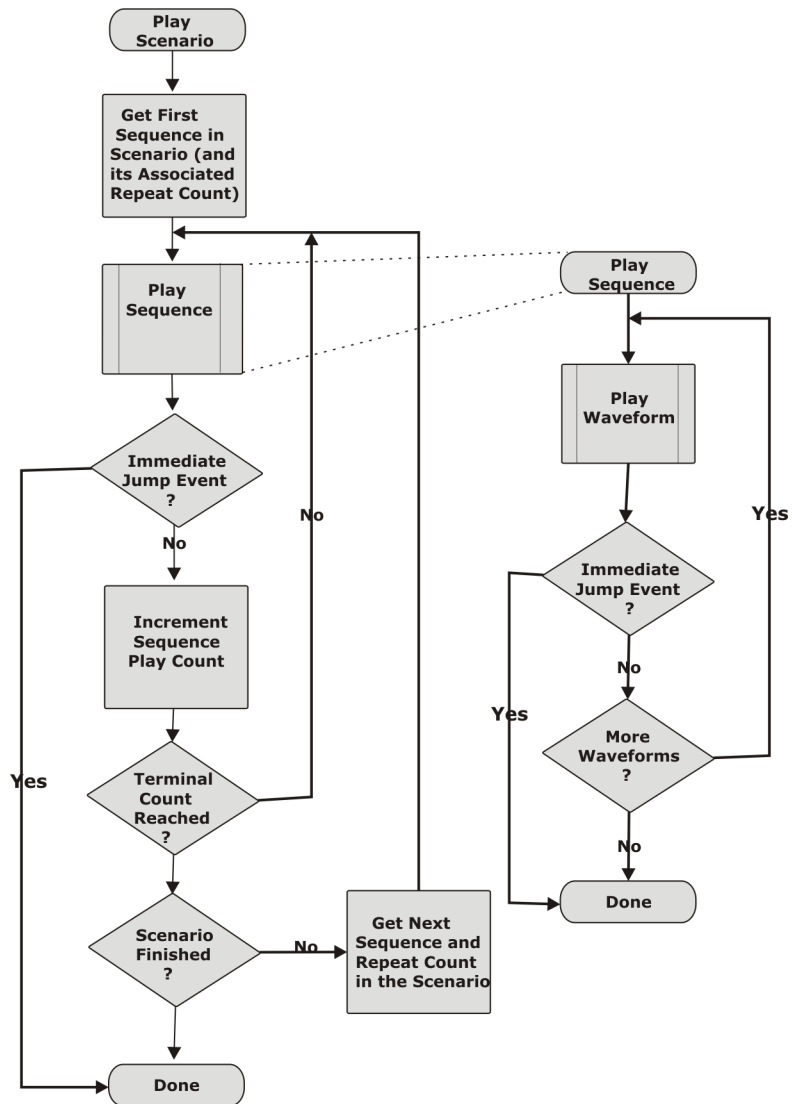 Play
Scenario
Get First
Sequence in
Scenario (and
its Associated
Repeat Count)
Play
Sequence
Immediate
Jump Event
?
No
Increment
Sequence
Play Count
Terminal
Count
Reached
?
No
Yes
Scenario
Finished
?
No
Get Next
Sequence and
Repeat Count
in the Scenario
Done
Play
Sequence
Play
Waveform
Immediate
Jump Event
?
No
Yes
More
Waveforms
?
Yes
No
Done